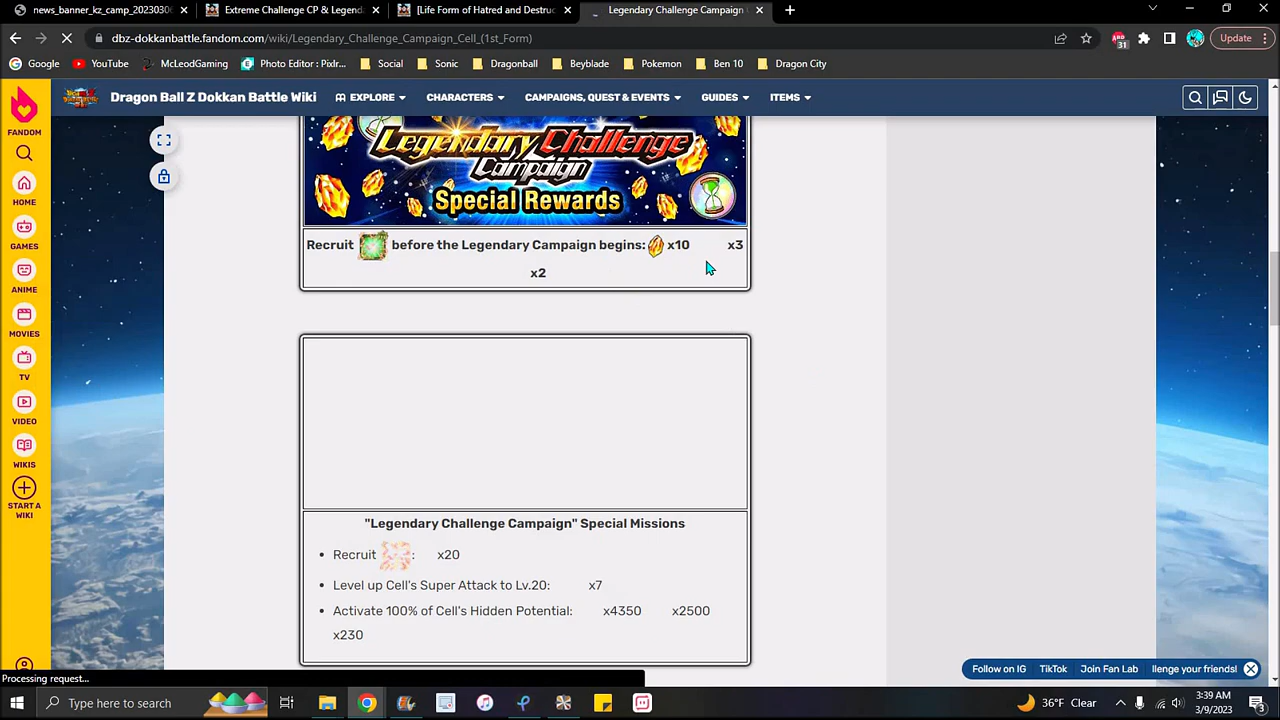 news_banner_kz_camp_20230306
Extreme Challenge CP & Legend
[Life Form of Hatred and Destruc
Legendary Challenge Campaign
dbz-dokkanbattle.fandom.com/wiki/Legendary_Challenge_Campaign_Cell_(1st_Form)
31
Update
Google
YouTube
McLeodGaming
Photo Editor : Pixlr...
Social
Sonic
Dragonball
Beyblade
Pokemon
Ben 10
Dragon City
Dragon Ball Z Dokkan Battle Wiki
EXPLORE
CHARACTERS
CAMPAIGNS, QUEST & EVENTS
GUIDES
ITEMS
FANDOM
HOME
GAMES
ANIME
MOVIES
TV
VIDEO
WIKIS
START A
WIKI
Legendary Challenge
Campaign
Special Rewards
Recruit before the Legendary Campaign begins: x10 x3
x2
"Legendary Challenge Campaign" Special Missions
• Recruit : x20
• Level up Cell's Super Attack to Lv.20: x7
• Activate 100% of Cell's Hidden Potential: x4350 x2500
x230
Follow on IG
TikTok
Join Fan Lab
llenge your friends!
Processing request...
Type here to search
36°F Clear
3:39 AM
3/9/2023
3